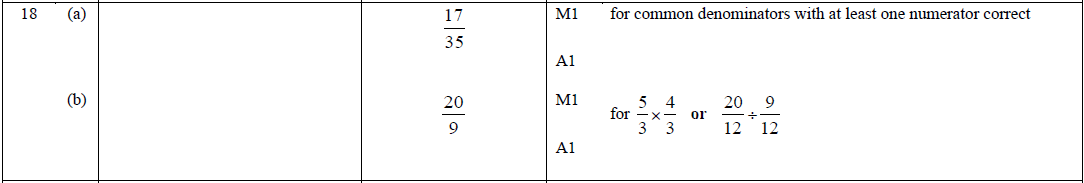 18 (a) 17/35 M1 for common denominators with at least one numerator correct
A1
(b) 20/9 M1 for 5/3 × 4/3 or 20/12 ÷ 9/12
A1